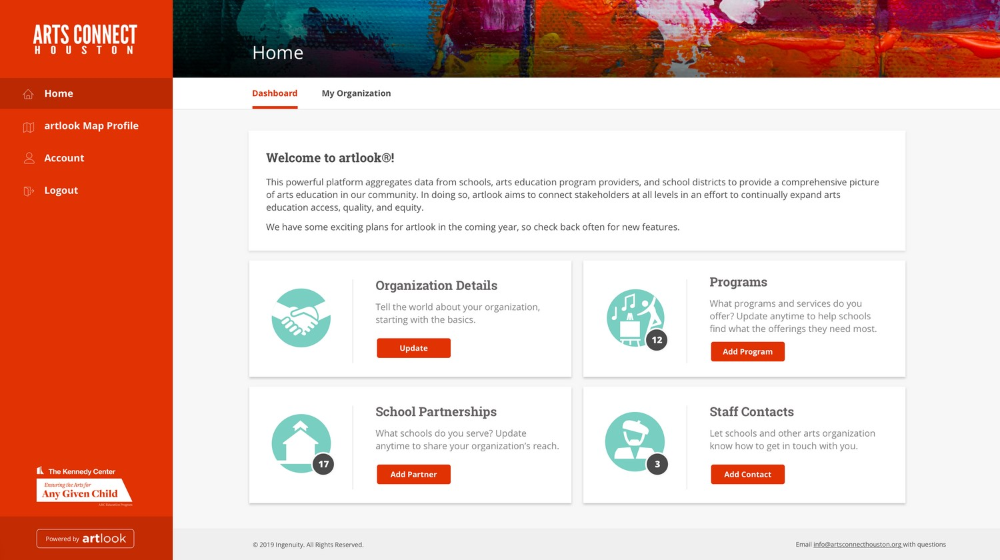 ARTS CONNECT
HOUSTON
Home
artlook Map Profile
Account
Logout
The Kennedy Center
Ensuring the Arts for
Any Given Child
A KC Education Program
Powered by artlook
Home
Dashboard
My Organization
Welcome to artlook®!
This powerful platform aggregates data from schools, arts education program providers, and school districts to provide a comprehensive picture
of arts education in our community. In doing so, artlook aims to connect stakeholders at all levels in an effort to continually expand arts
education access, quality, and equity.
We have some exciting plans for artlook in the coming year, so check back often for new features.
Organization Details
Tell the world about your organization,
starting with the basics.
Update
12
Programs
What programs and services do you
offer? Update anytime to help schools
find what the offerings they need most.
Add Program
17
School Partnerships
What schools do you serve? Update
anytime to share your organization's reach.
Add Partner
3
Staff Contacts
Let schools and other arts organization
know how to get in touch with you.
Add Contact
© 2019 Ingenuity. All Rights Reserved.
Email info@artsconnecthouston.org with questions